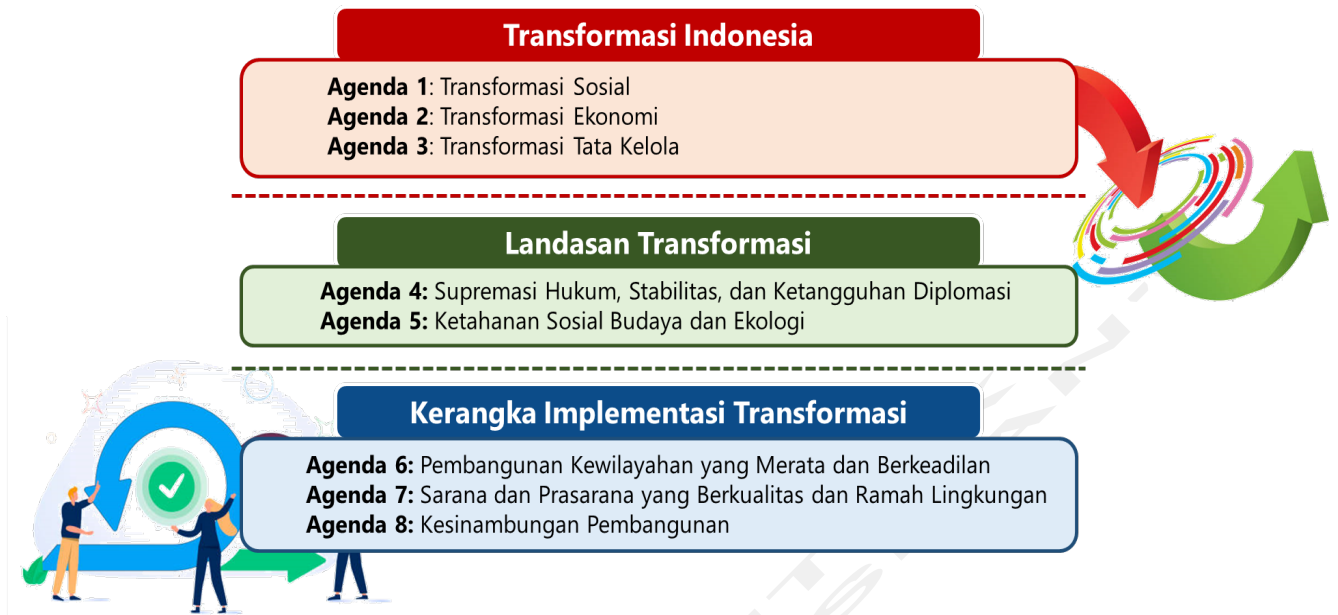 Transformasi Indonesia
Agenda 1: Transformasi Sosial
Agenda 2: Transformasi Ekonomi
Agenda 3: Transformasi Tata Kelola
Landasan Transformasi
Agenda 4: Supremasi Hukum, Stabilitas, dan Ketangguhan Diplomasi
Agenda 5: Ketahanan Sosial Budaya dan Ekologi
Kerangka Implementasi Transformasi
Agenda 6: Pembangunan Kewilayahan yang Merata dan Berkeadilan
Agenda 7: Sarana dan Prasarana yang Berkualitas dan Ramah Lingkungan
Agenda 8: Kesinambungan Pembangunan